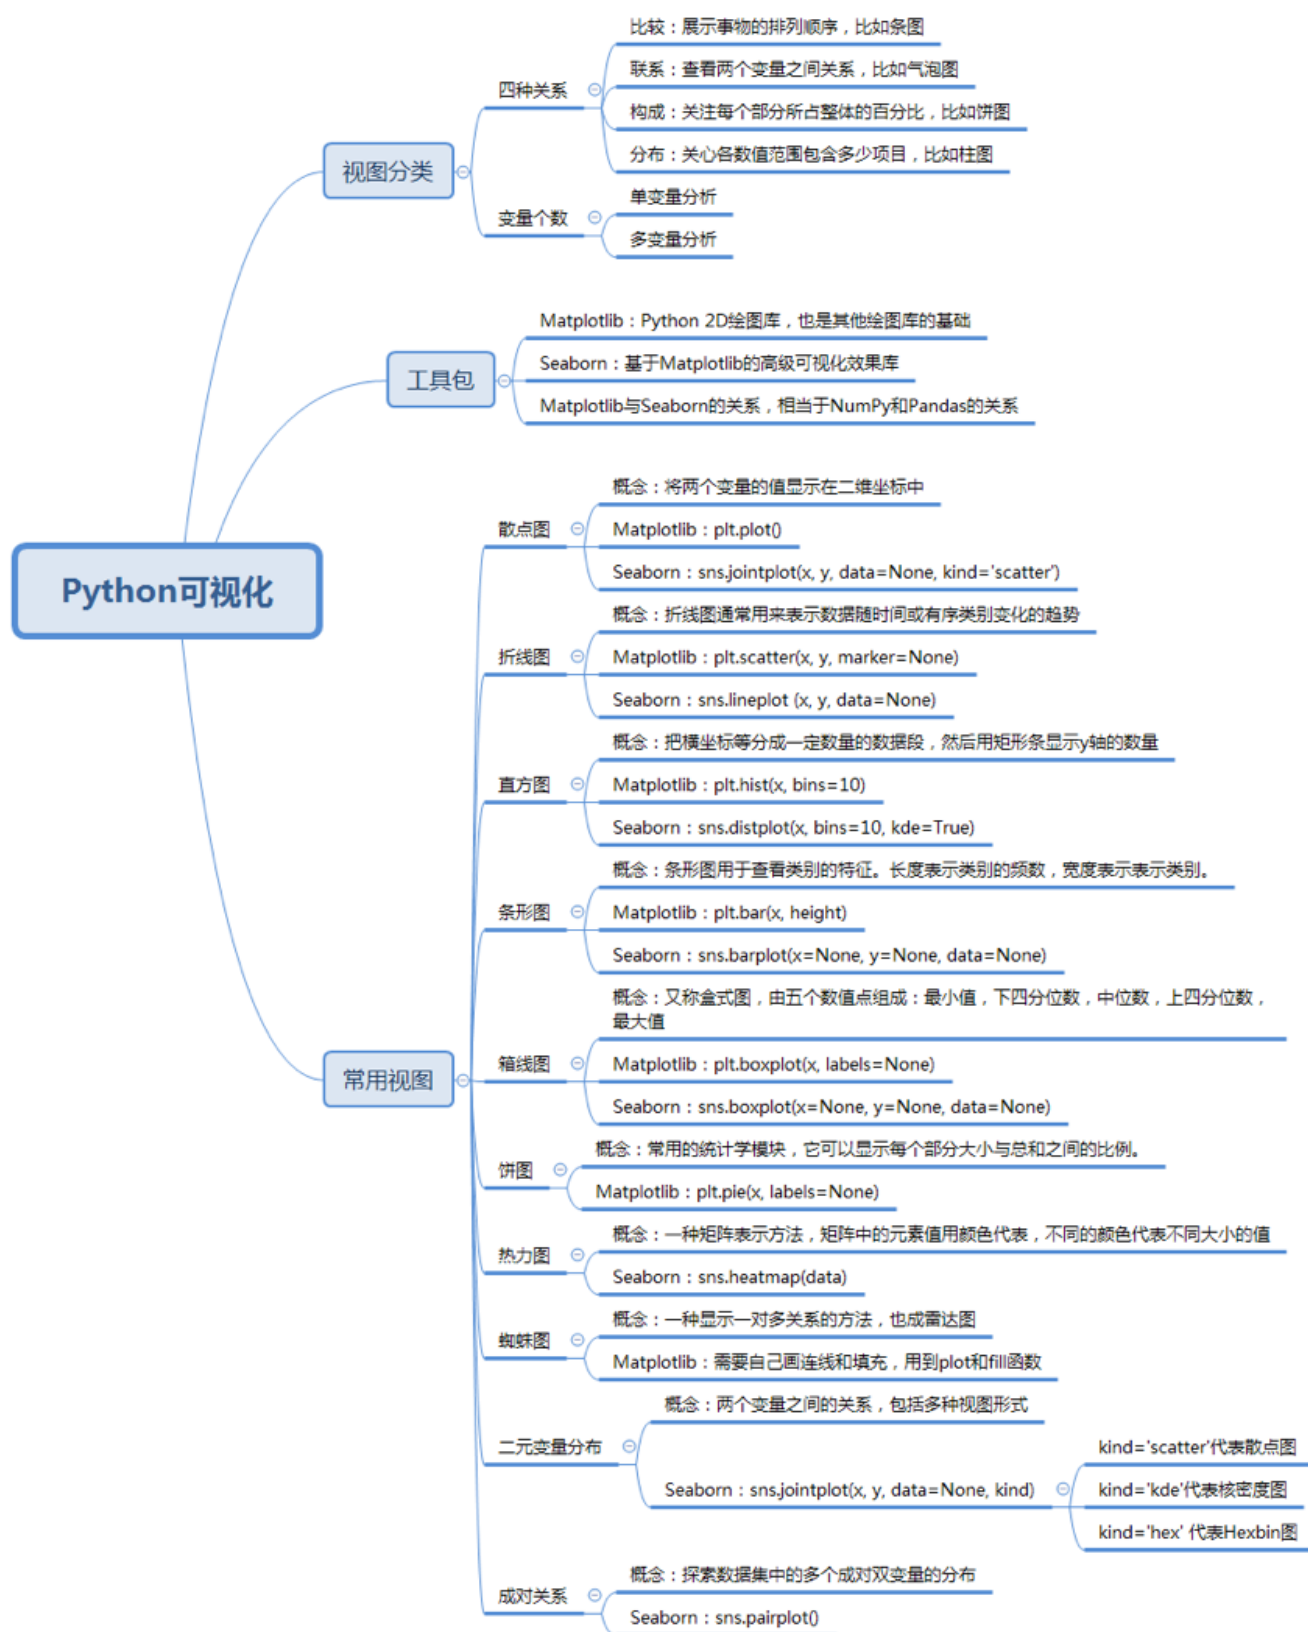 比较：展示事物的排列顺序，比如条图
联系：查看两个变量之间关系，比如气泡图
四种关系
构成：关注每个部分所占整体的百分比，比如饼图
分布：关心各数值范围包含多少项目，比如柱图
视图分类
单变量分析
变量个数
多变量分析
Matplotlib：Python 2D绘图库，也是其他绘图库的基础
Seaborn：基于Matplotlib的高级可视化效果库
工具包
Matplotlib与Seaborn的关系，相当于NumPy和Pandas的关系
Python可视化
概念：将两个变量的值显示在二维坐标中
散点图
Matplotlib：plt.plot()
Seaborn：sns.jointplot(x, y, data=None, kind='scatter')
概念：折线图通常用来表示数据随时间或有序类别变化的趋势
折线图
Matplotlib：plt.scatter(x, y, marker=None)
Seaborn：sns.lineplot (x, y, data=None)
概念：把横坐标等分成一定数量的数据段，然后用矩形条显示y轴的数量
直方图
Matplotlib：plt.hist(x, bins=10)
Seaborn：sns.distplot(x, bins=10, kde=True)
概念：条形图用于查看类别的特征。长度表示类别的频数，宽度表示表示类别。
条形图
Matplotlib：plt.bar(x, height)
Seaborn：sns.barplot(x=None, y=None, data=None)
概念：又称盒式图，由五个数值点组成：最小值，下四分位数，中位数，上四分位数，
最大值
箱线图
Matplotlib：plt.boxplot(x, labels=None)
Seaborn：sns.boxplot(x=None, y=None, data=None)
常用视图
概念：常用的统计学模块，它可以显示每个部分大小与总和之间的比例。
饼图
Matplotlib：plt.pie(x, labels=None)
概念：一种矩阵表示方法，矩阵中的元素值用颜色代表，不同的颜色代表不同大小的值
热力图
Seaborn：sns.heatmap(data)
概念：一种显示一对多关系的方法，也成雷达图
蜘蛛图
Matplotlib：需要自己画连线和填充，用到plot和fill函数
概念：两个变量之间的关系，包括多种视图形式
二元变量分布
Seaborn：sns.jointplot(x, y, data=None, kind)
kind='scatter'代表散点图
kind='kde'代表核密度图
kind='hex' 代表Hexbin图
概念：探索数据集中的多个成对双变量的分布
成对关系
Seaborn：sns.pairplot()